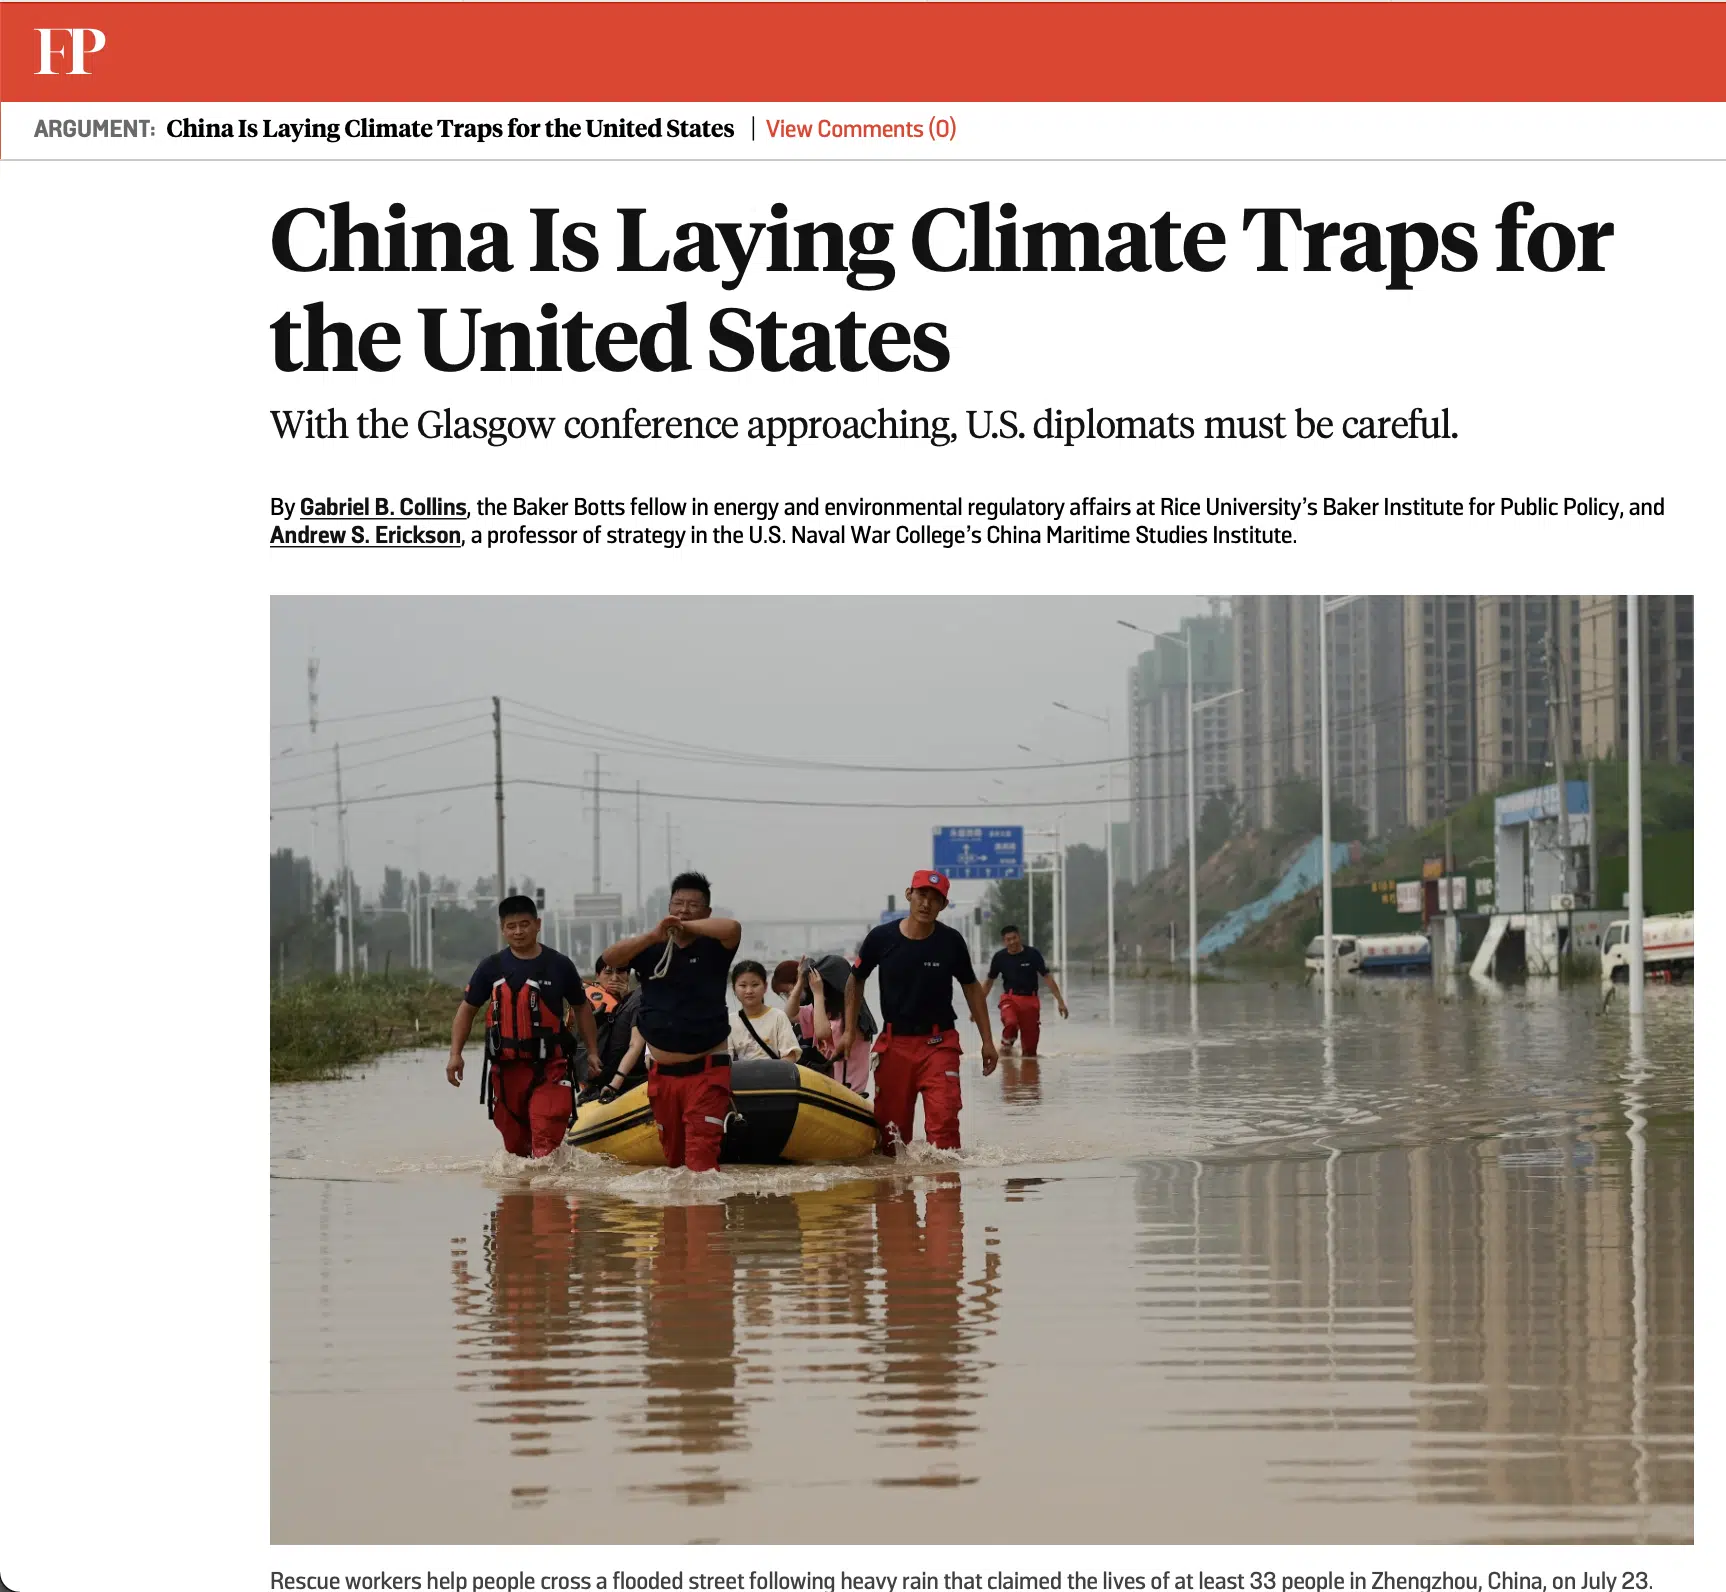 FP
ARGUMENT: China Is Laying Climate Traps for the United States | View Comments (0)
China Is Laying Climate Traps for
the United States
With the Glasgow conference approaching, U.S. diplomats must be careful.
By Gabriel B. Collins, the Baker Botts fellow in energy and environmental regulatory affairs at Rice University’s Baker Institute for Public Policy, and
Andrew S. Erickson, a professor of strategy in the U.S. Naval War College’s China Maritime Studies Institute.
Rescue workers help people cross a flooded street following heavy rain that claimed the lives of at least 33 people in Zhengzhou, China, on July 23.